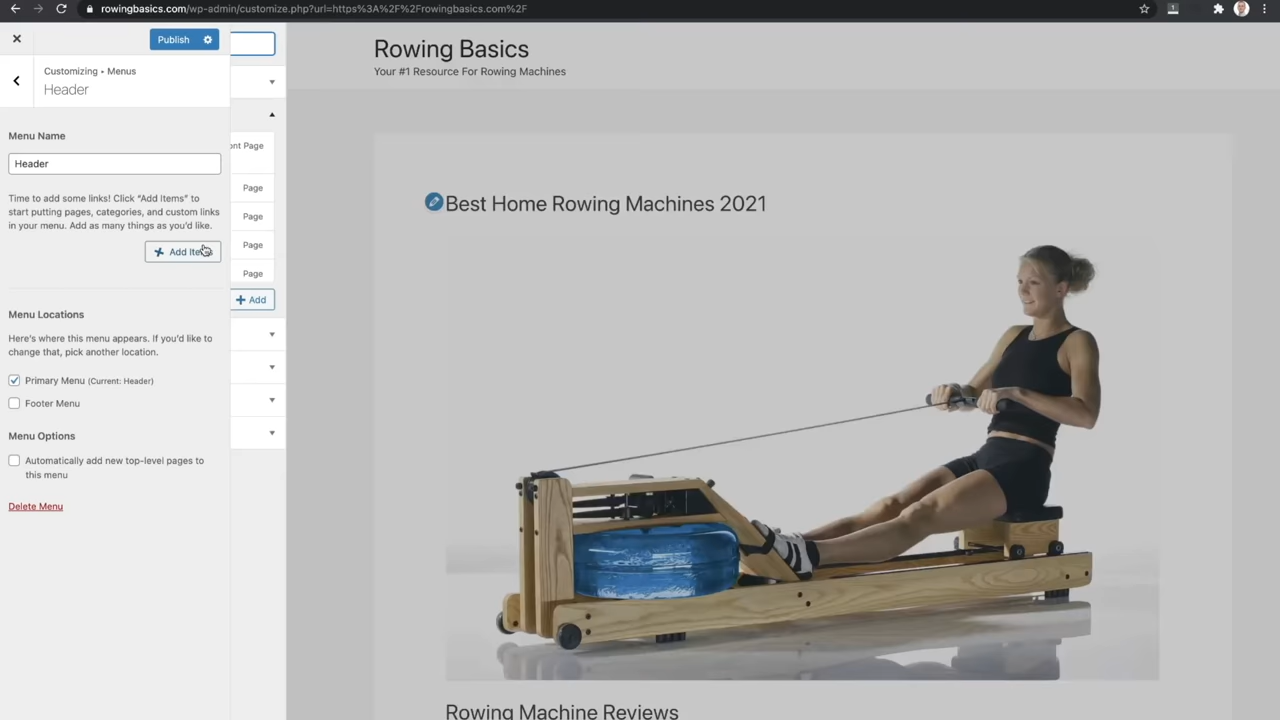 rowingbasics.com/wp-admin/customize.php?url=https%3A%2F%2Frowingbasics.com%2F
1
Publish
Customizing • Menus
Header
Menu Name
Header
Time to add some links! Click “Add Items” to
start putting pages, categories, and custom links
in your menu. Add as many things as you’d like.
Add Items
Menu Locations
Here’s where this menu appears. If you’d like to
change that, pick another location.
Primary Menu (Current: Header)
Footer Menu
Menu Options
Automatically add new top-level pages to
this menu
Delete Menu
ont Page
Page
Page
Page
Page
Add
Rowing Basics
Your #1 Resource For Rowing Machines
Best Home Rowing Machines 2021
Rowing Machine Reviews